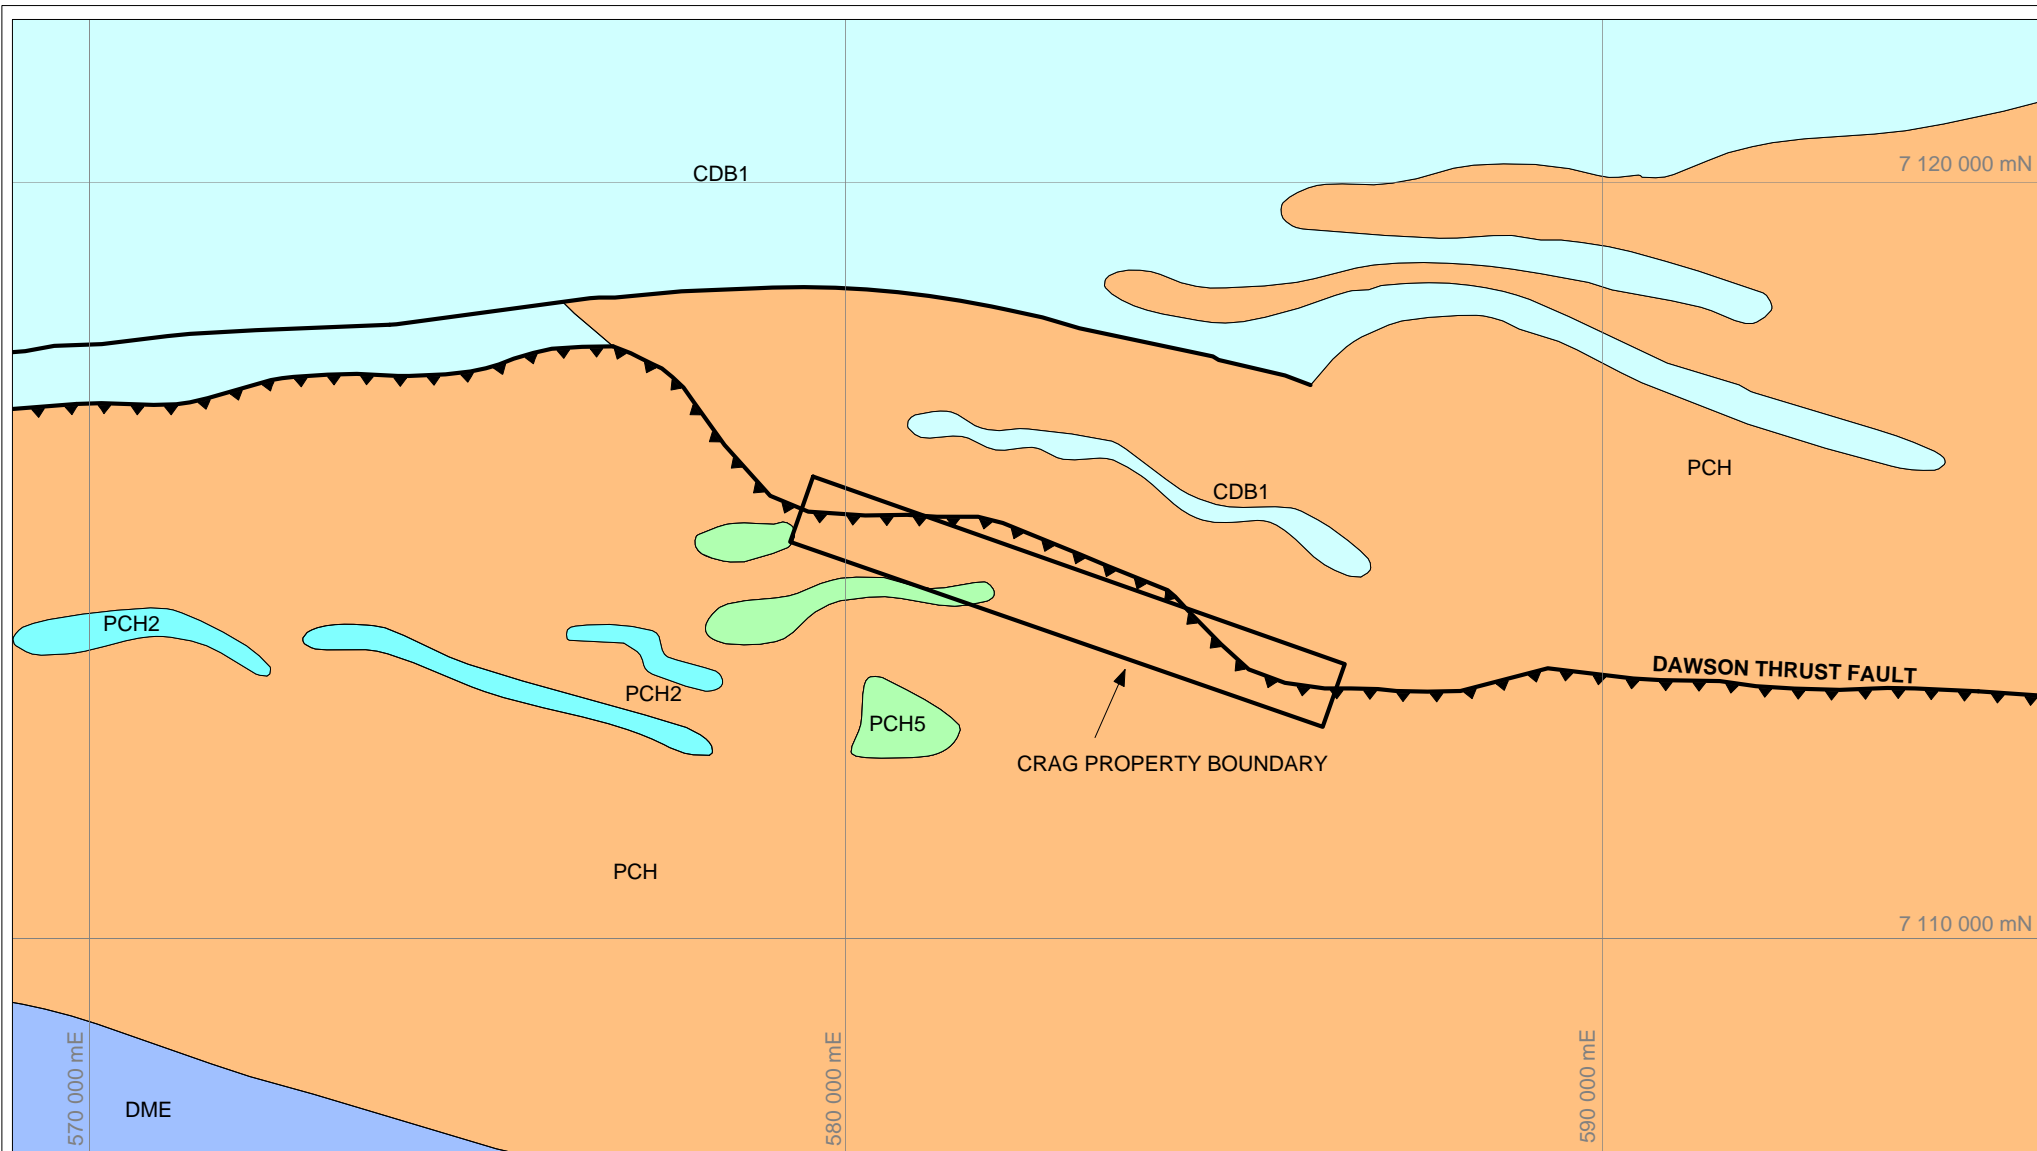 7 120 000 mN
CDB1
PCH
CDB1
PCH2
DAWSON THRUST FAULT
PCH2
PCH5
CRAG PROPERTY BOUNDARY
PCH
7 110 000 mN
570 000 mE
580 000 mE
590 000 mE
DME